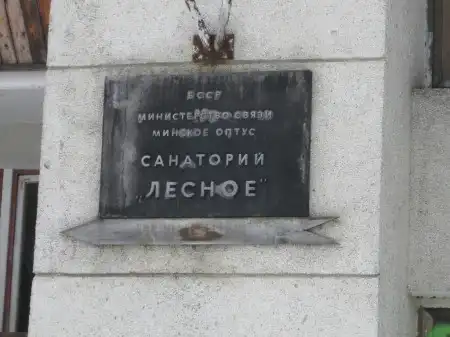 БССР
МИНИСТЕРСТВО СВЯЗИ
МИНСКОЕ ОПТУС
САНАТОРИЙ
„ЛЕСНОЕ"